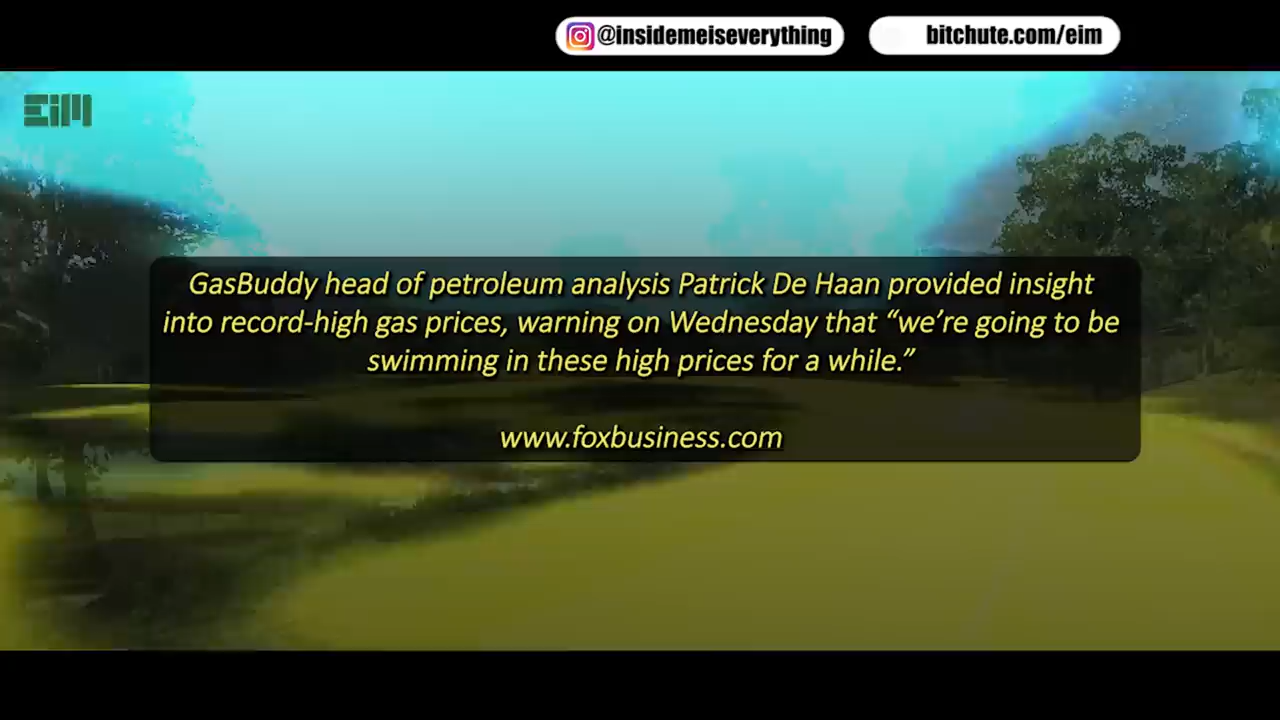 @insidemeiseverything
bitchute.com/eim
EiM
GasBuddy head of petroleum analysis Patrick De Haan provided insight
into record-high gas prices, warning on Wednesday that “we’re going to be
swimming in these high prices for a while.”
www.foxbusiness.com